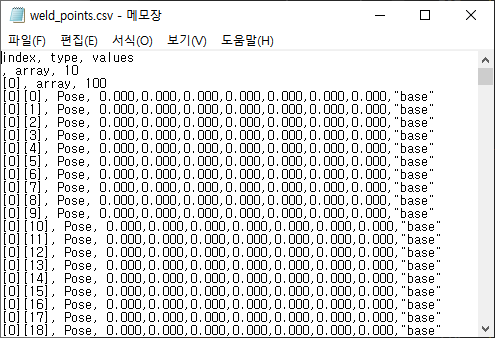 weld_points.csv - 메모장
파일(F) 편집(E) 서식(O) 보기(V) 도움말(H)
index, type, values
, array, 10
[0], array, 100
[0][0], Pose, 0.000,0.000,0.000,0.000,0.000,0.000,0.000,"base"
[0][1], Pose, 0.000,0.000,0.000,0.000,0.000,0.000,0.000,"base"
[0][2], Pose, 0.000,0.000,0.000,0.000,0.000,0.000,0.000,"base"
[0][3], Pose, 0.000,0.000,0.000,0.000,0.000,0.000,0.000,"base"
[0][4], Pose, 0.000,0.000,0.000,0.000,0.000,0.000,0.000,"base"
[0][5], Pose, 0.000,0.000,0.000,0.000,0.000,0.000,0.000,"base"
[0][6], Pose, 0.000,0.000,0.000,0.000,0.000,0.000,0.000,"base"
[0][7], Pose, 0.000,0.000,0.000,0.000,0.000,0.000,0.000,"base"
[0][8], Pose, 0.000,0.000,0.000,0.000,0.000,0.000,0.000,"base"
[0][9], Pose, 0.000,0.000,0.000,0.000,0.000,0.000,0.000,"base"
[0][10], Pose, 0.000,0.000,0.000,0.000,0.000,0.000,0.000,"base"
[0][11], Pose, 0.000,0.000,0.000,0.000,0.000,0.000,0.000,"base"
[0][12], Pose, 0.000,0.000,0.000,0.000,0.000,0.000,0.000,"base"
[0][13], Pose, 0.000,0.000,0.000,0.000,0.000,0.000,0.000,"base"
[0][14], Pose, 0.000,0.000,0.000,0.000,0.000,0.000,0.000,"base"
[0][15], Pose, 0.000,0.000,0.000,0.000,0.000,0.000,0.000,"base"
[0][16], Pose, 0.000,0.000,0.000,0.000,0.000,0.000,0.000,"base"
[0][17], Pose, 0.000,0.000,0.000,0.000,0.000,0.000,0.000,"base"
[0][18], Pose, 0.000,0.000,0.000,0.000,0.000,0.000,0.000,"base"